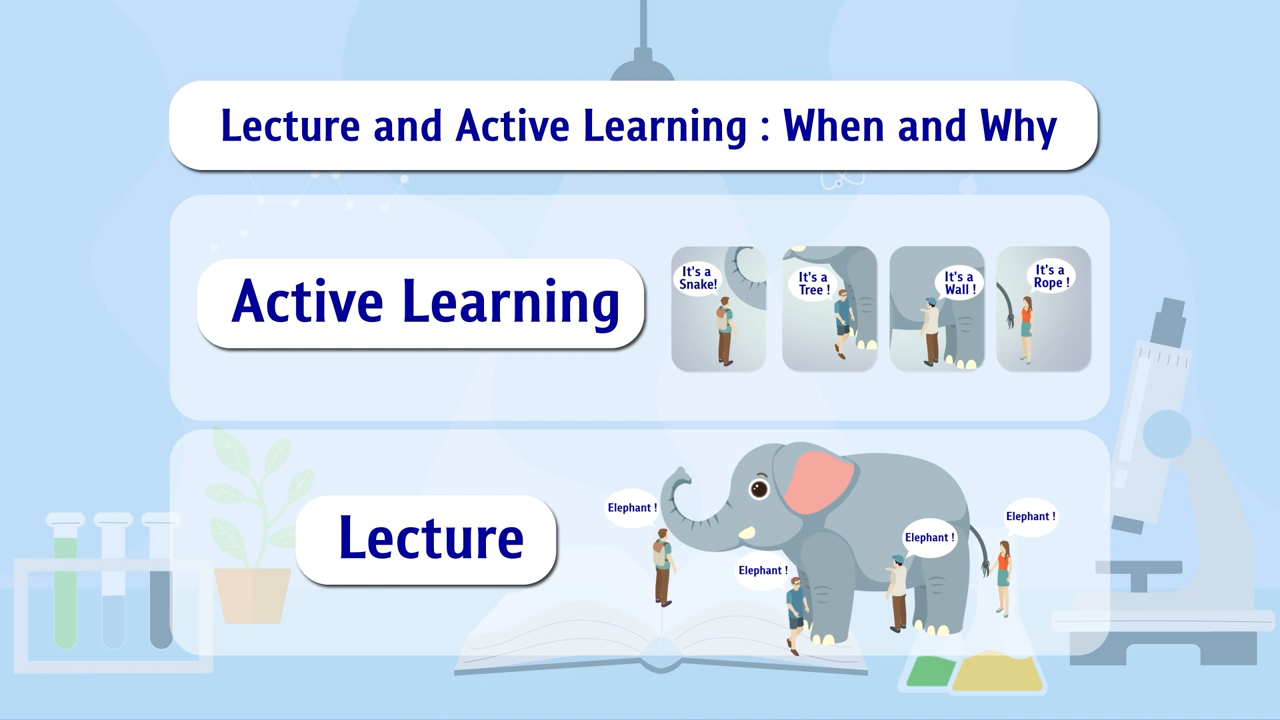 Lecture and Active Learning : When and Why
Active Learning
It's a
Snake!
It's a
Tree !
It's a
Wall !
It's a
Rope !
Lecture
Elephant !
Elephant !
Elephant !
Elephant !